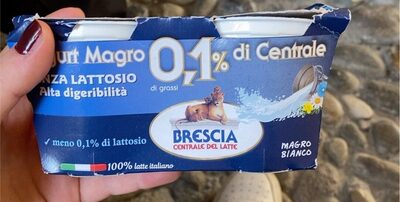 urt Magro 0,1% di Centrale
NZA LATTOSIO
Alta digeribilità
di grassi
✓ meno 0,1% di lattosio
BRESCIA
CENTRALE DEL LATTE
MAGRO
BIANCO
100% latte italiano